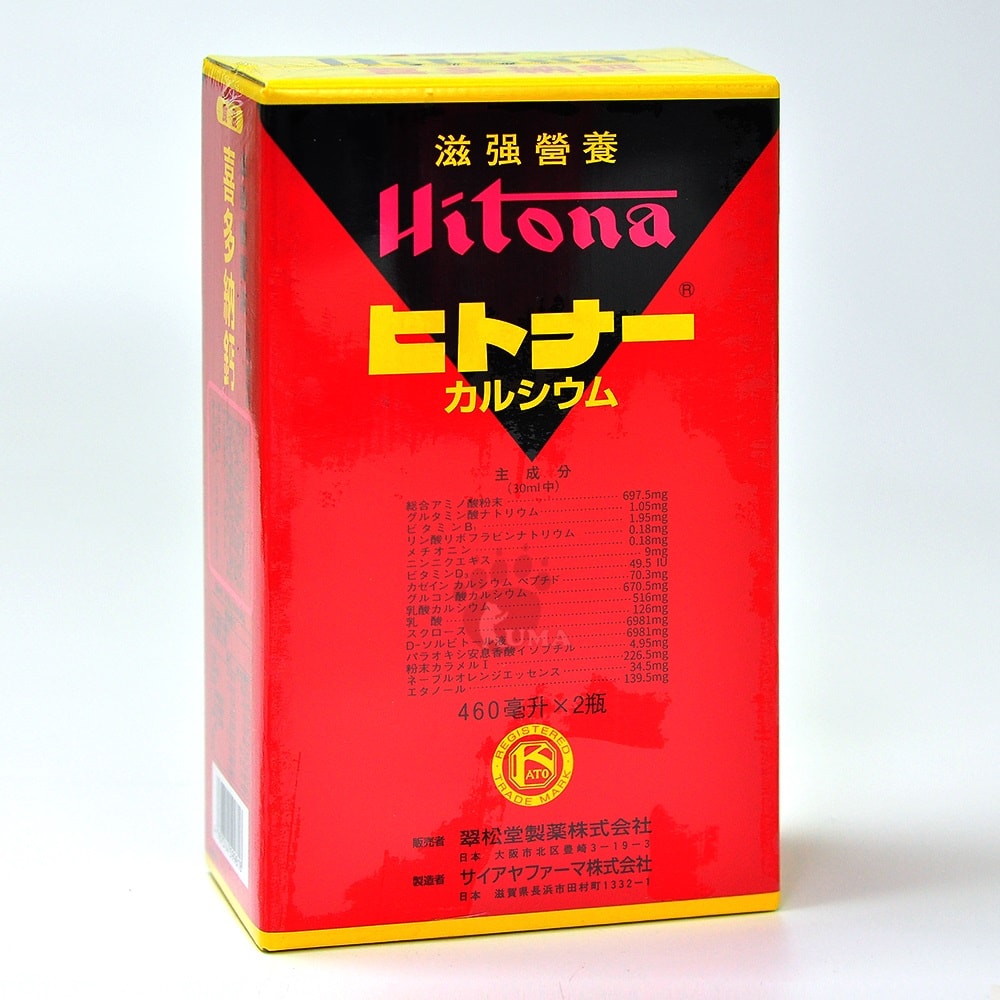 滋强營養
Hitona
®
ヒトナー
カルシウム
主成分
(30ml中)
総合アミノ酸粉末 697.5mg
グルタミン酸ナトリウム 1.05mg
ビタミンB₁ 1.95mg
リン酸リボフラビンナトリウム 0.18mg
メチオニン 0.18mg
ニンニクエキス 9mg
ビタミンD₃ 49.5 IU
カゼイン カルシウム ペプチド 70.3mg
グルコン酸カルシウム 670.5mg
乳酸カルシウム 516mg
乳酸 126mg
スクロース 6981mg
D-ソルビトール液 6981mg
パラオキシ安息香酸イソブチル 4.95mg
粉末カラメルI 226.5mg
ネーブルオレンジエッセンス 34.5mg
エタノール 139.5mg
UMA
460毫升×2瓶
REGISTERED
KATO
TRADE MARK
販売者 翠松堂製薬株式会社
日本 大阪市北区豊崎3-19-3
製造者 サイアヤファーマ株式会社
日本 滋賀県長浜市田村町1332-1
喜多納鈣